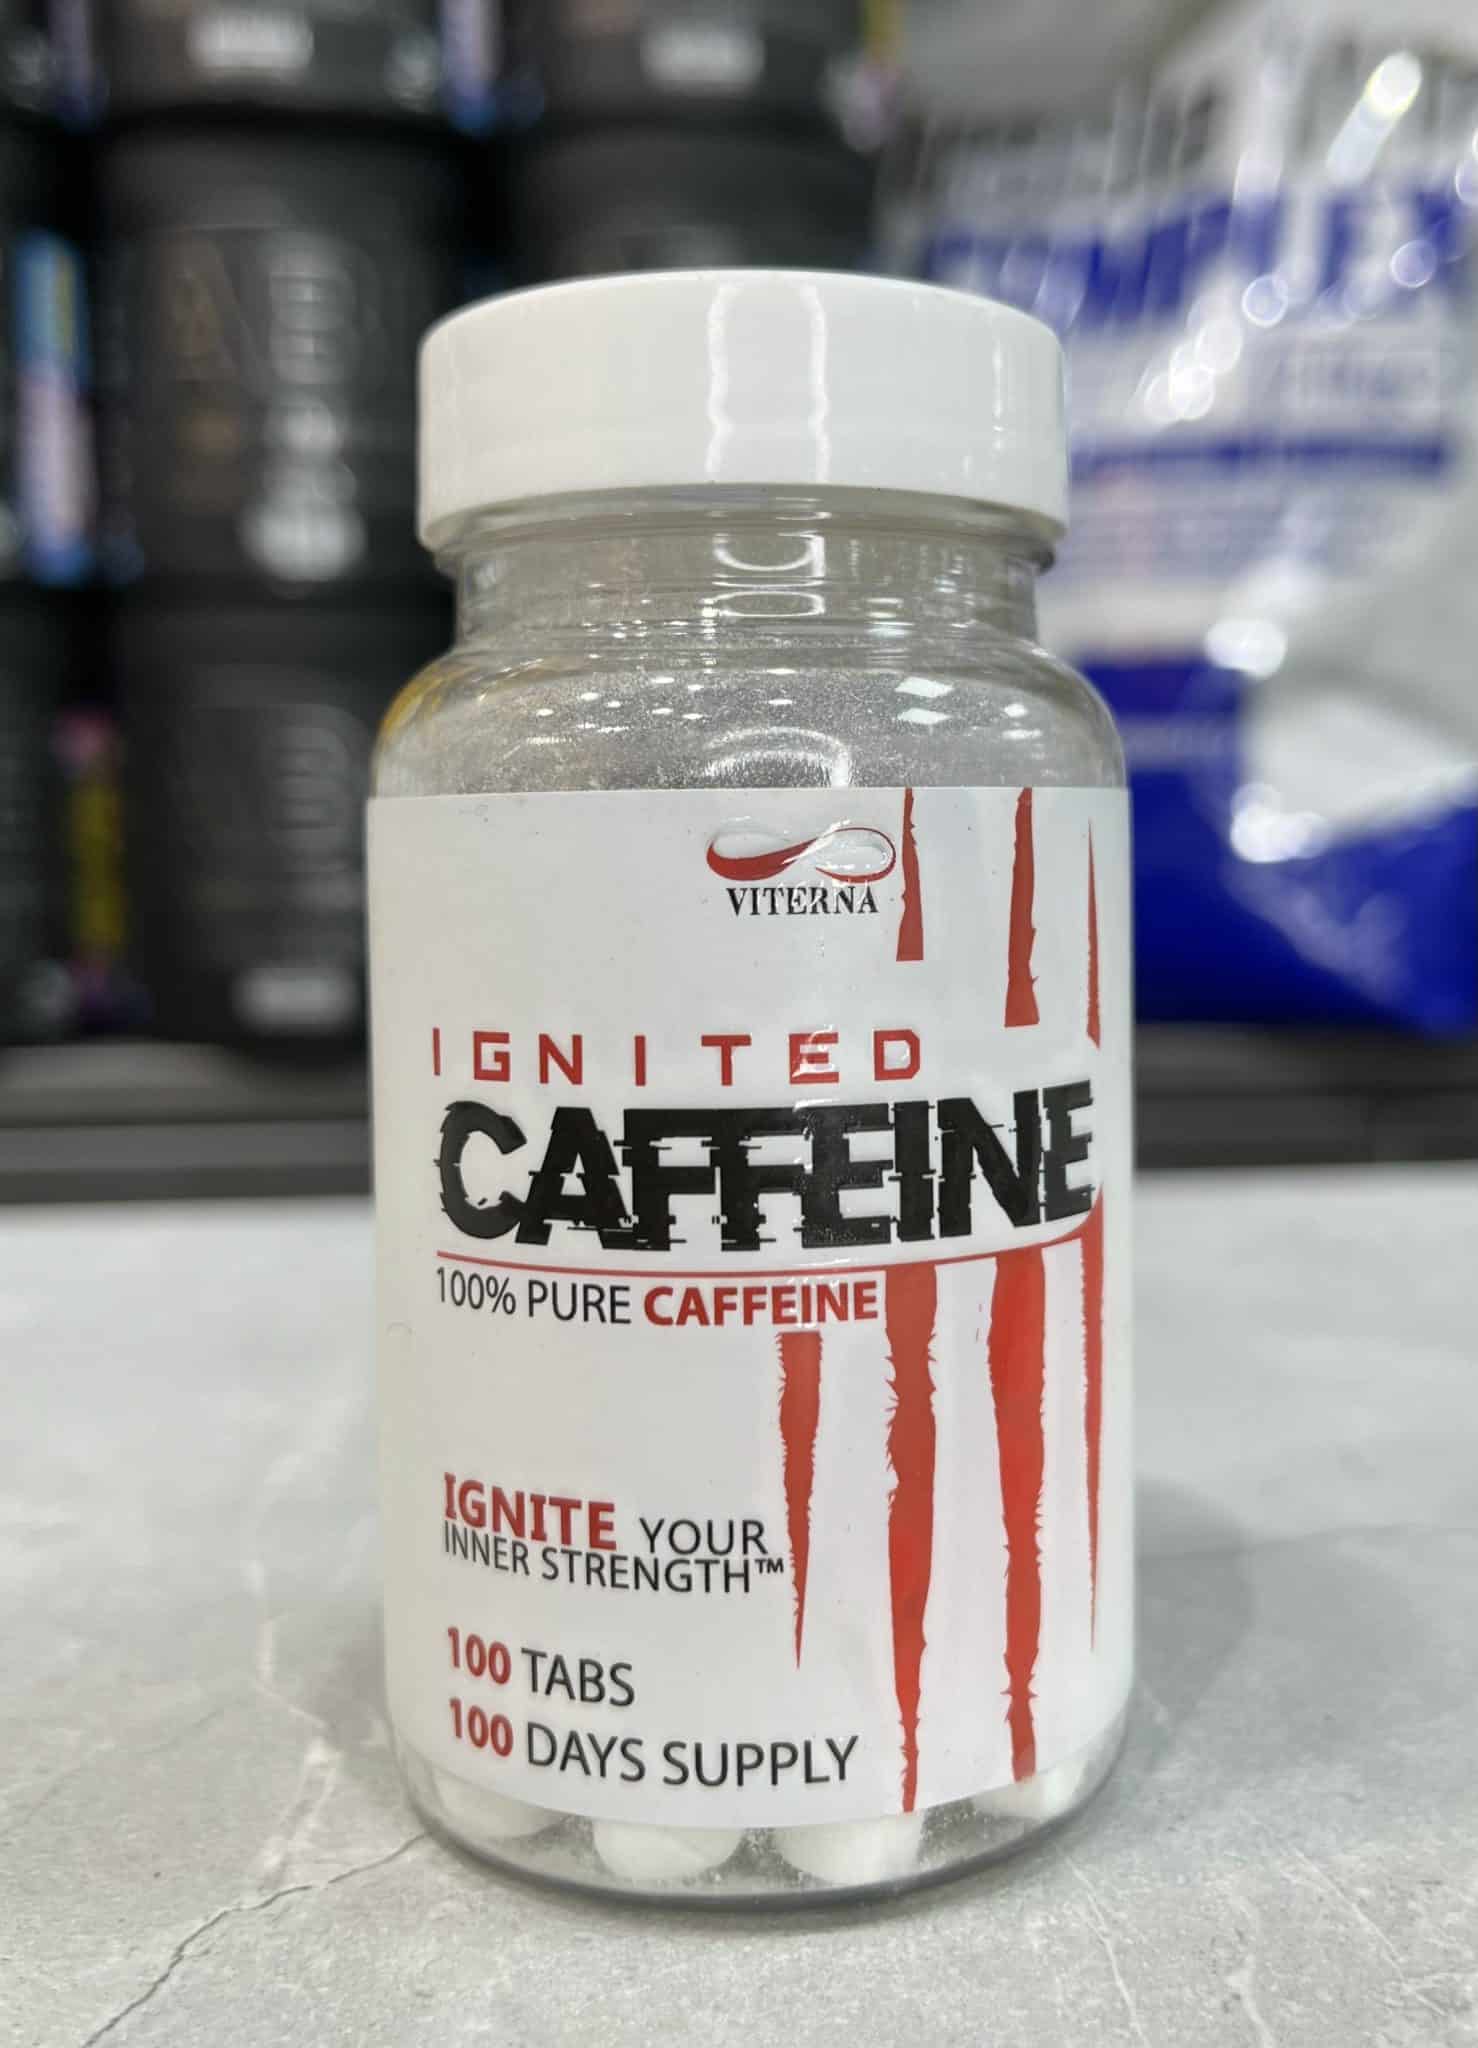 VITERNA
IGNITED
CAFFEINE
100% PURE CAFFEINE
IGNITE YOUR
INNER STRENGTH™
100 TABS
100 DAYS SUPPLY